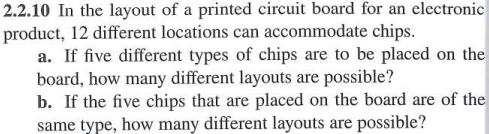 2.2.10 In the layout of a printed circuit board for an electronic
product, 12 different locations can accommodate chips.
a. If five different types of chips are to be placed on the
board, how many different layouts are possible?
b. If the five chips that are placed on the board are of the
same type, how many different layouts are possible?